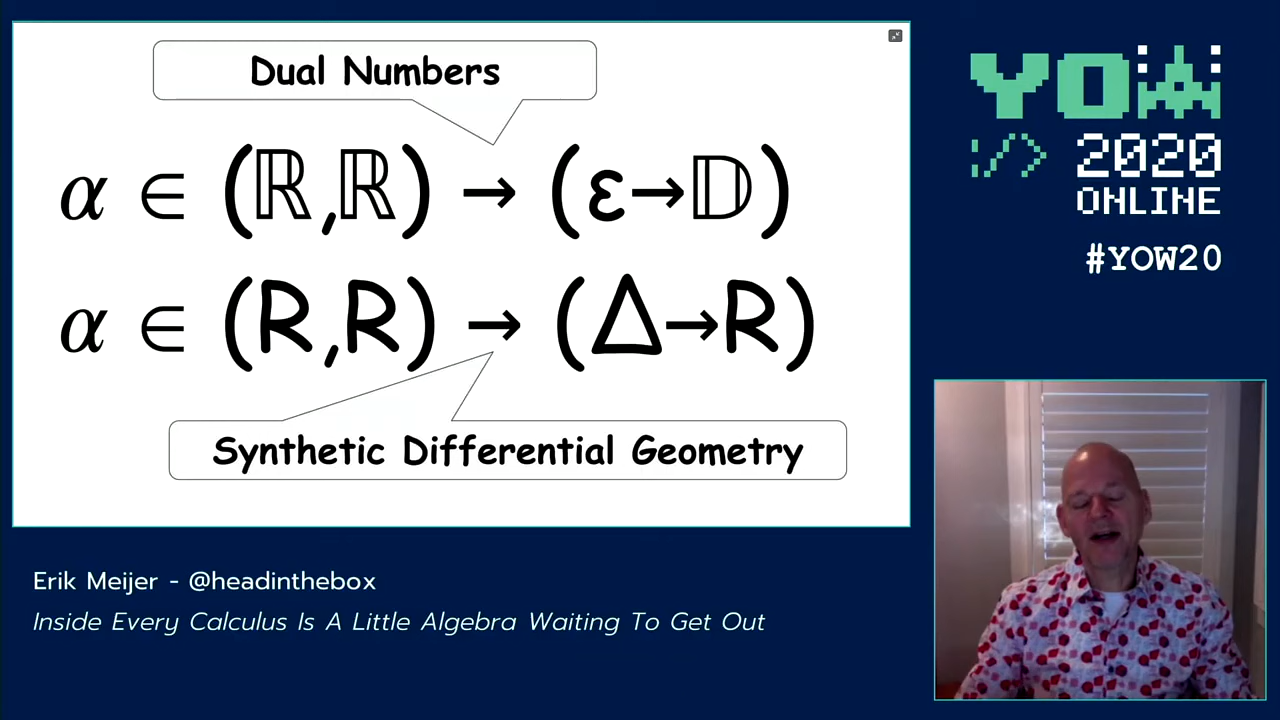 Dual Numbers
α ∈ (ℝ,ℝ) → (ε→𝔻)
α ∈ (R,R) → (Δ→R)
Synthetic Differential Geometry
YOW
:/> 2020
ONLINE
#YOW20
Erik Meijer - @headinthebox
Inside Every Calculus Is A Little Algebra Waiting To Get Out